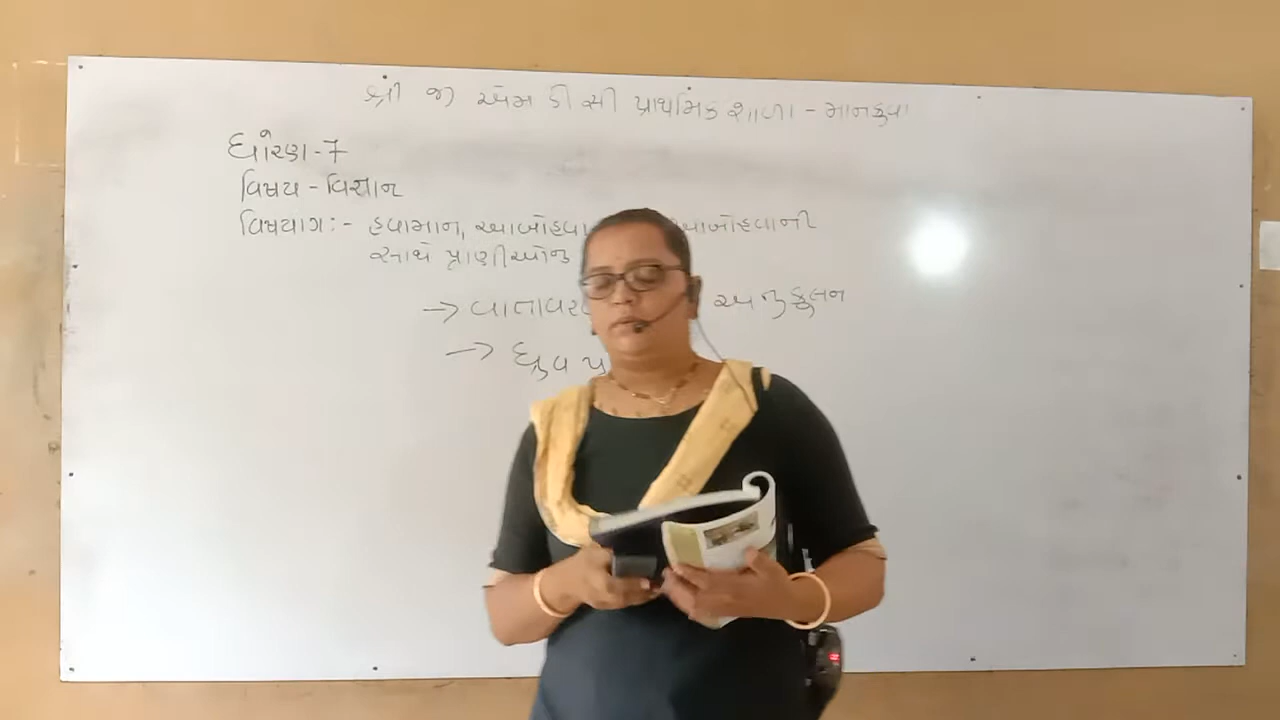 શ્રી જી એમ ડી સી પ્રાથમિક શાળા - માનકુવા
ધોરણ-7
વિષય - વિજ્ઞાન
વિષયાંગ :- હવામાન, આબોહવા આબોહવાની
સાથે પ્રાણીઓનુ
→ અનુકૂલન
→ ધ્રુવ